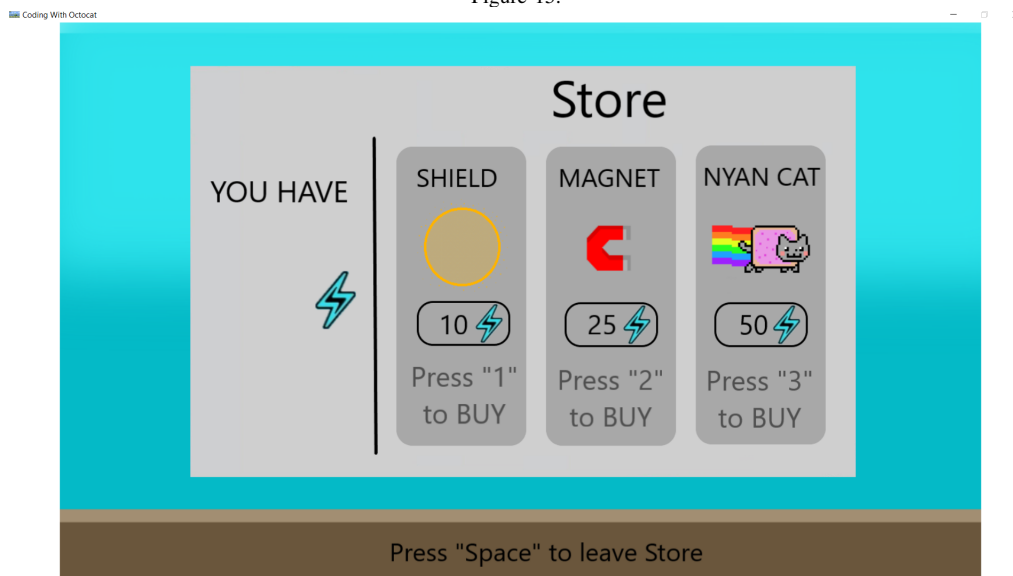 Figure 13:
Coding With Octocat
Store
YOU HAVE
SHIELD
10
Press "1"
to BUY
MAGNET
25
Press "2"
to BUY
NYAN CAT
50
Press "3"
to BUY
Press "Space" to leave Store